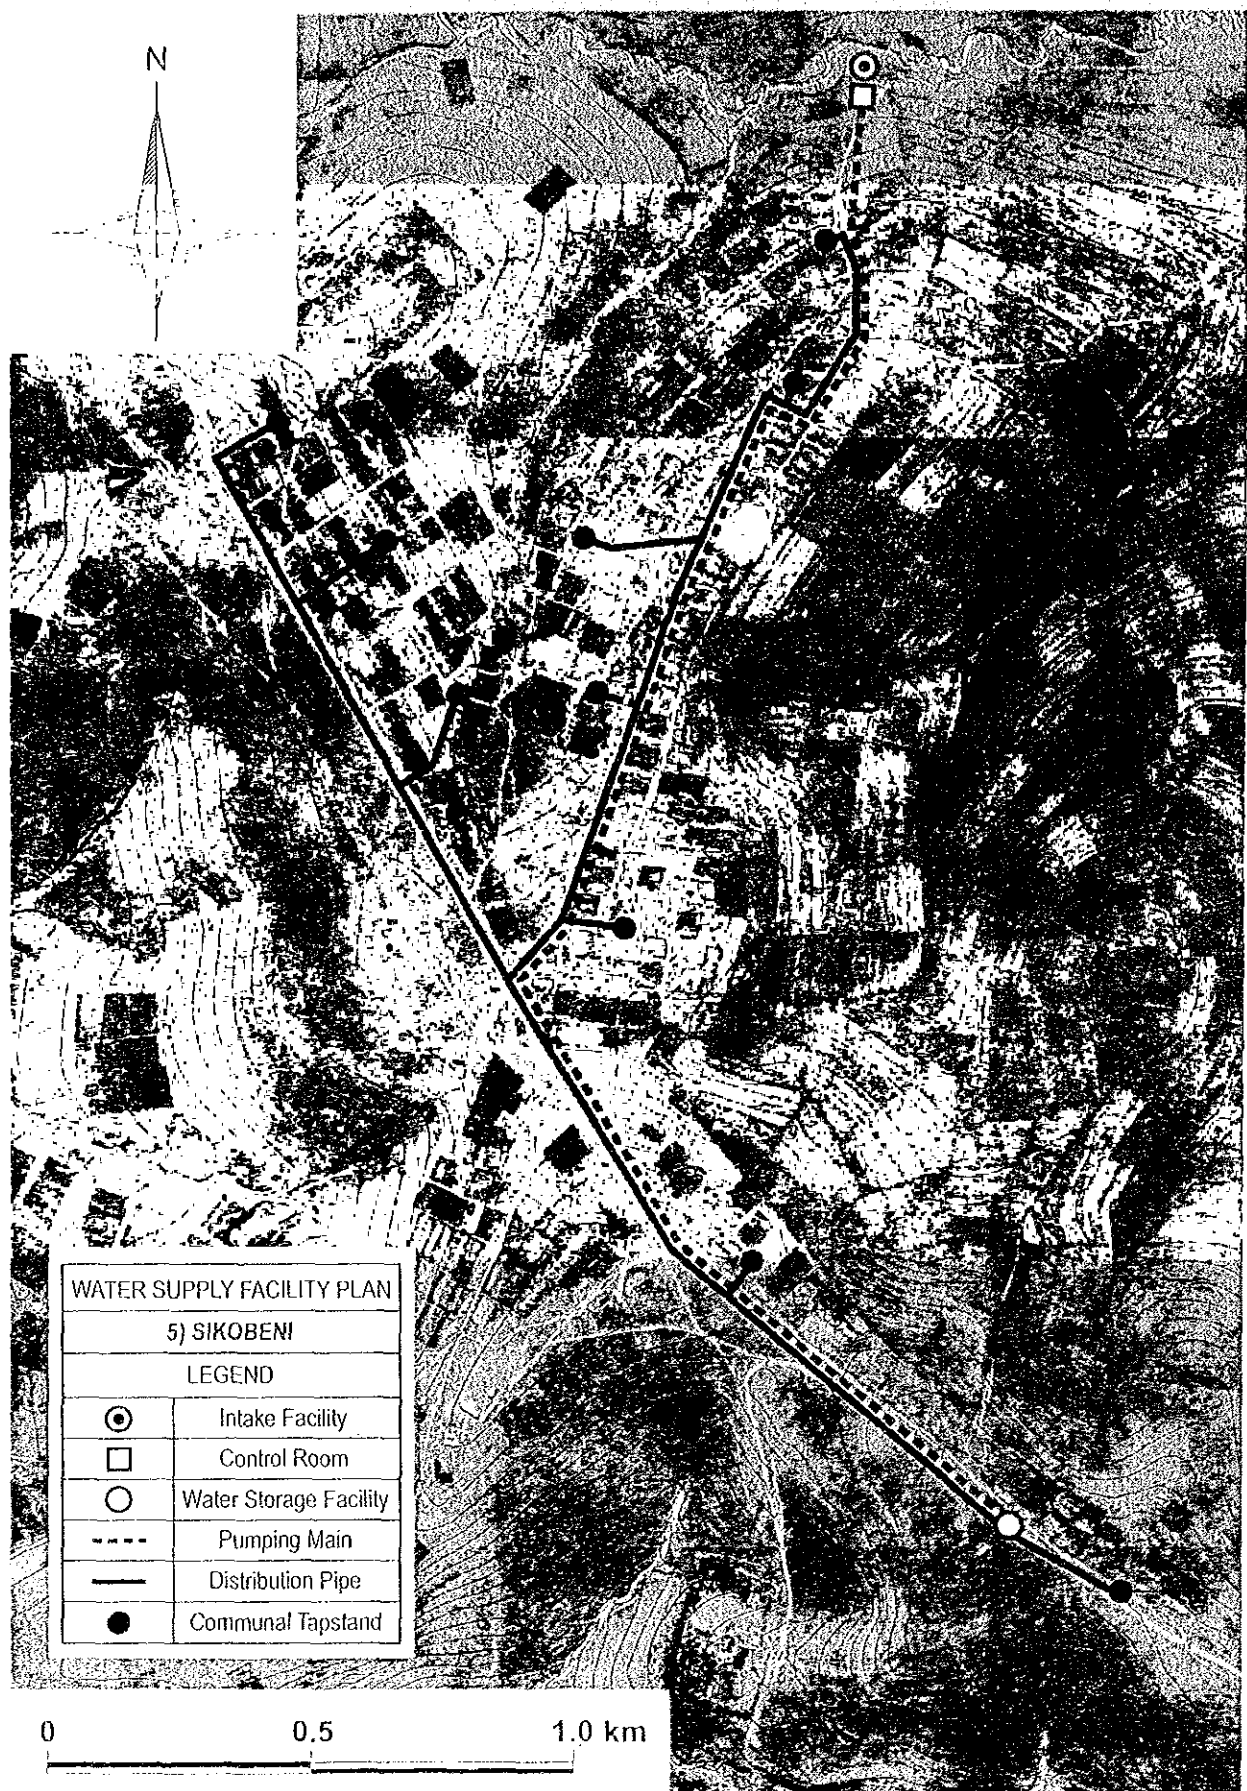 N
WATER SUPPLY FACILITY PLAN
5) SIKOBENI
LEGEND
Intake Facility
Control Room
Water Storage Facility
Pumping Main
Distribution Pipe
Communal Tapstand
0 0.5 1.0 km